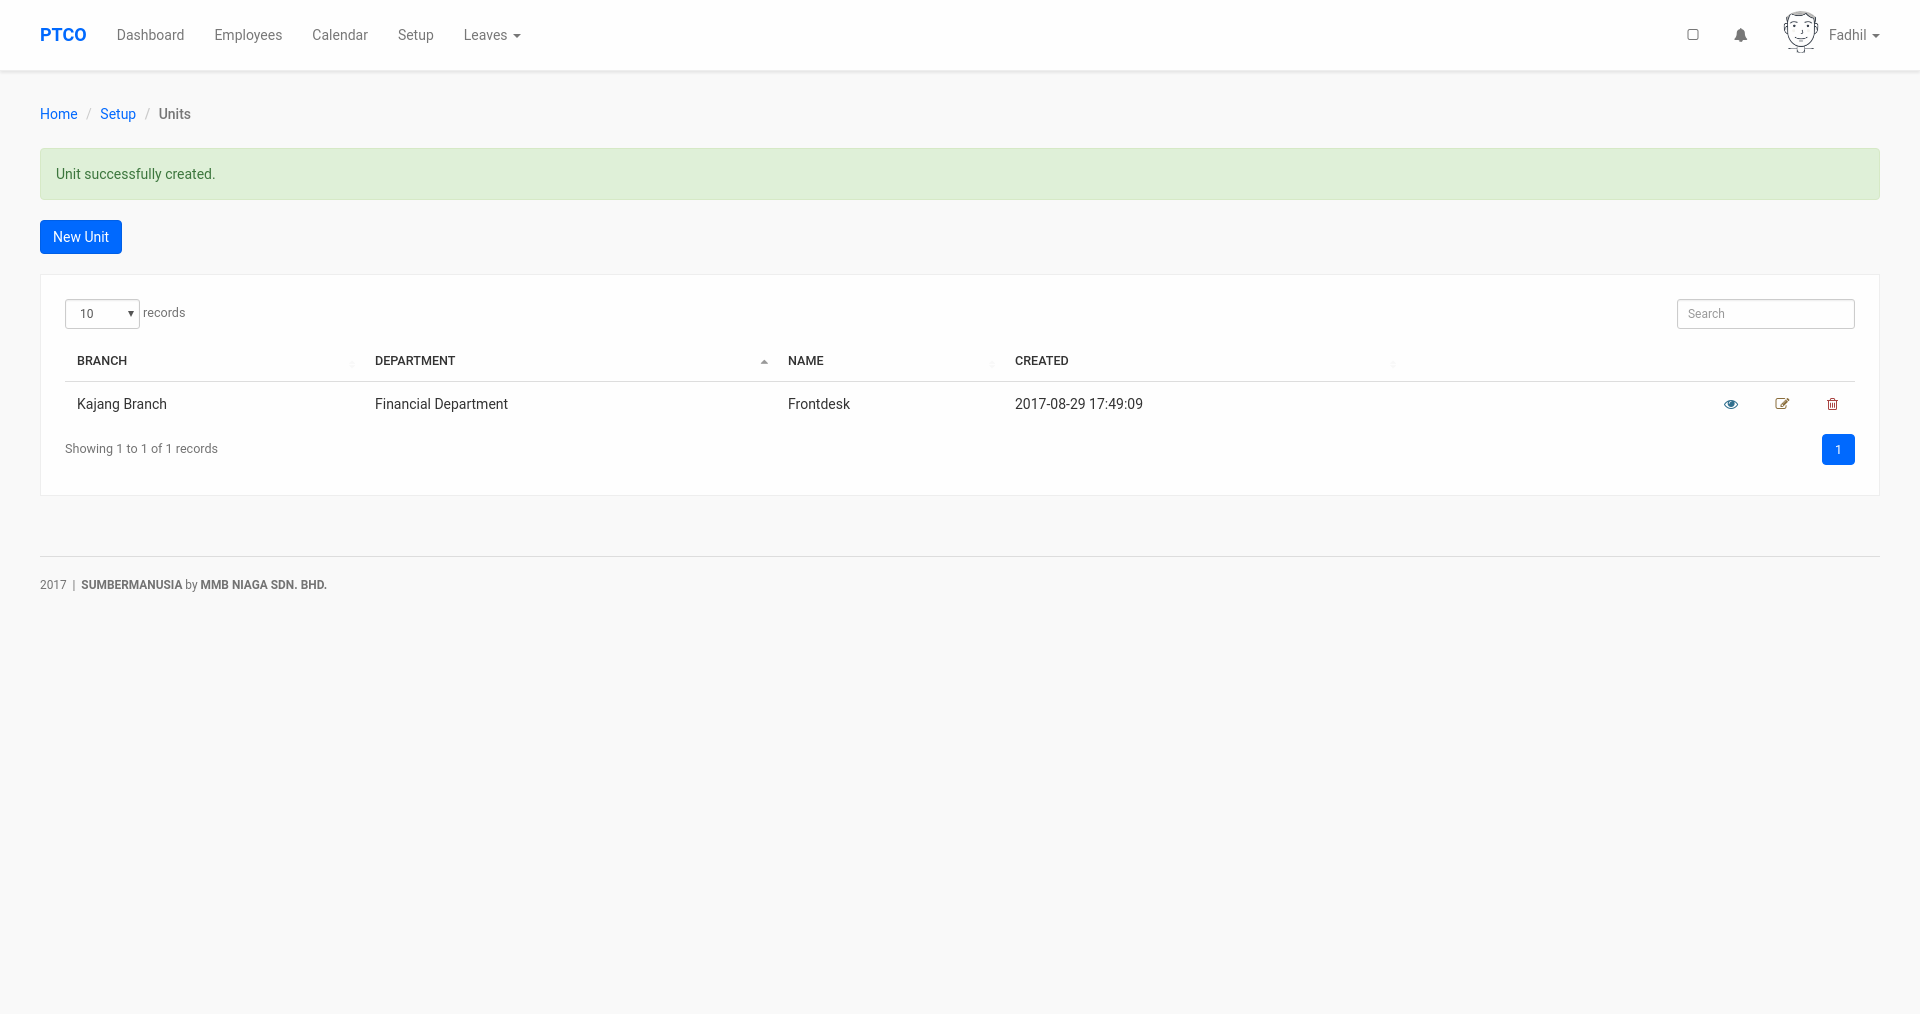 PTCO Dashboard Employees Calendar Setup Leaves Fadhil
Home / Setup / Units
Unit successfully created.
New Unit
10 records Search
BRANCH DEPARTMENT NAME CREATED
Kajang Branch Financial Department Frontdesk 2017-08-29 17:49:09
Showing 1 to 1 of 1 records 1
2017 | SUMBERMANUSIA by MMB NIAGA SDN. BHD.